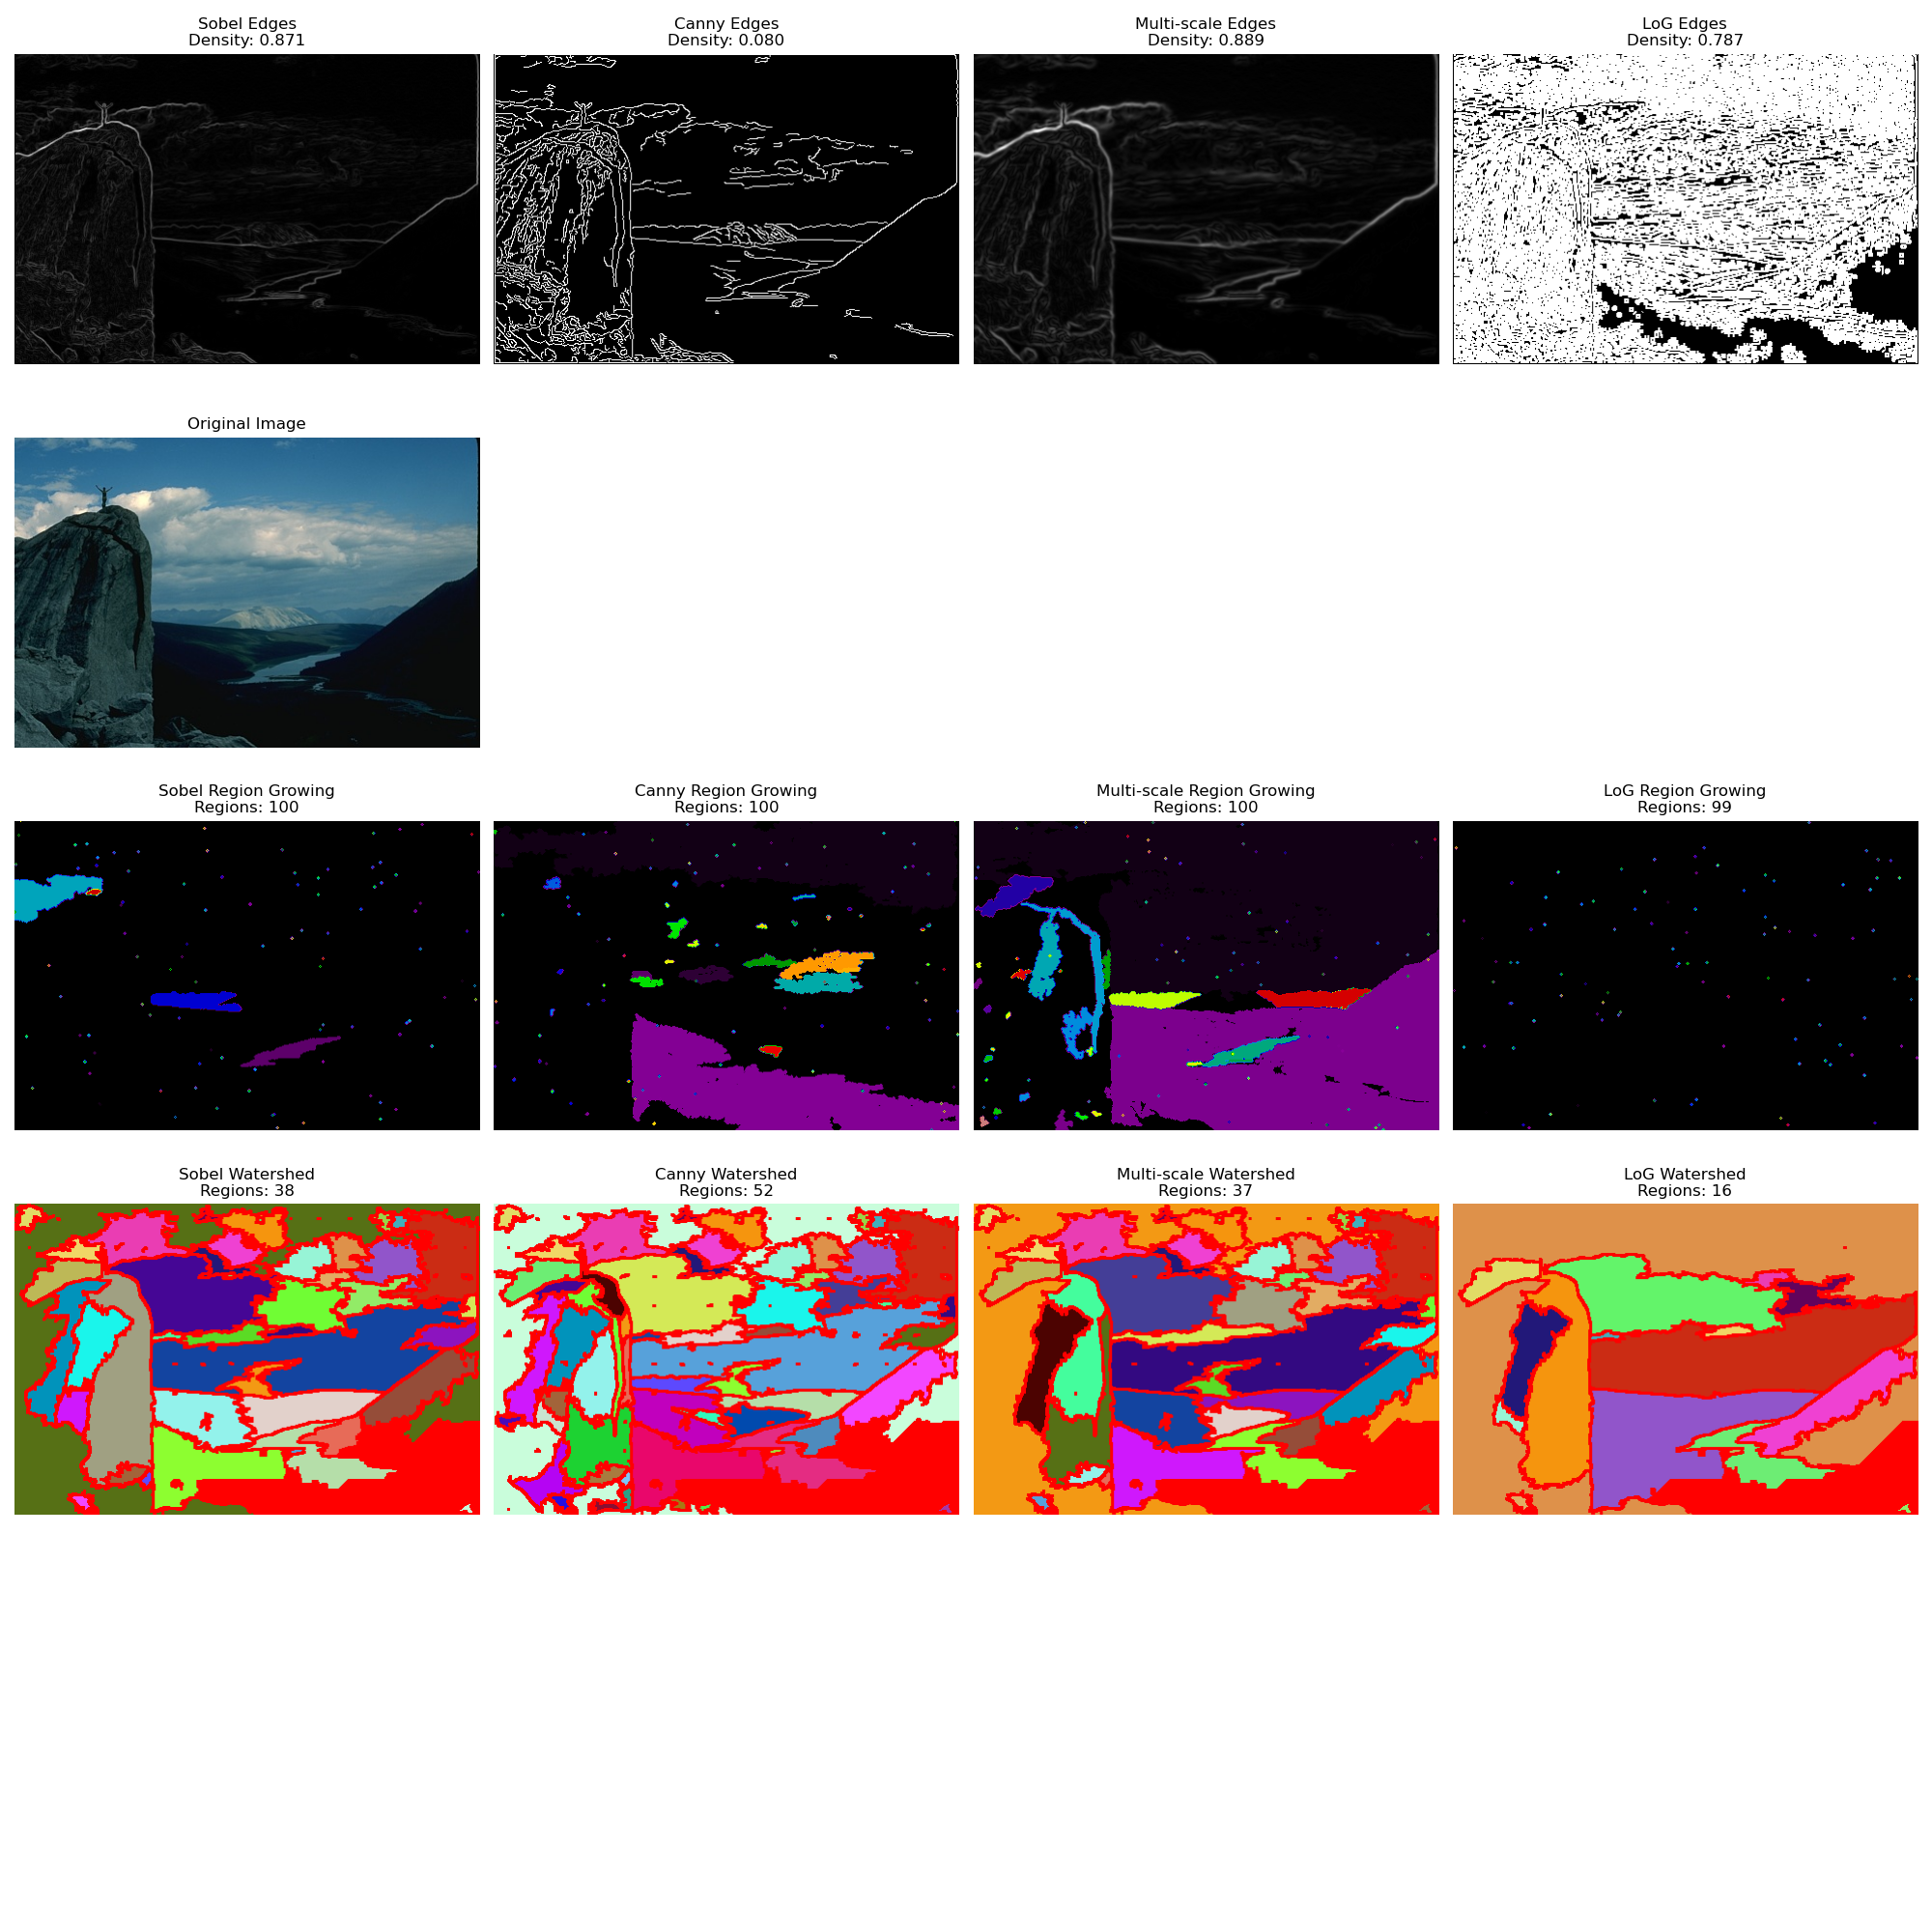 Sobel Edges
Density: 0.871
Canny Edges
Density: 0.080
Multi-scale Edges
Density: 0.889
LoG Edges
Density: 0.787
Original Image
Sobel Region Growing
Regions: 100
Canny Region Growing
Regions: 100
Multi-scale Region Growing
Regions: 100
LoG Region Growing
Regions: 99
Sobel Watershed
Regions: 38
Canny Watershed
Regions: 52
Multi-scale Watershed
Regions: 37
LoG Watershed
Regions: 16